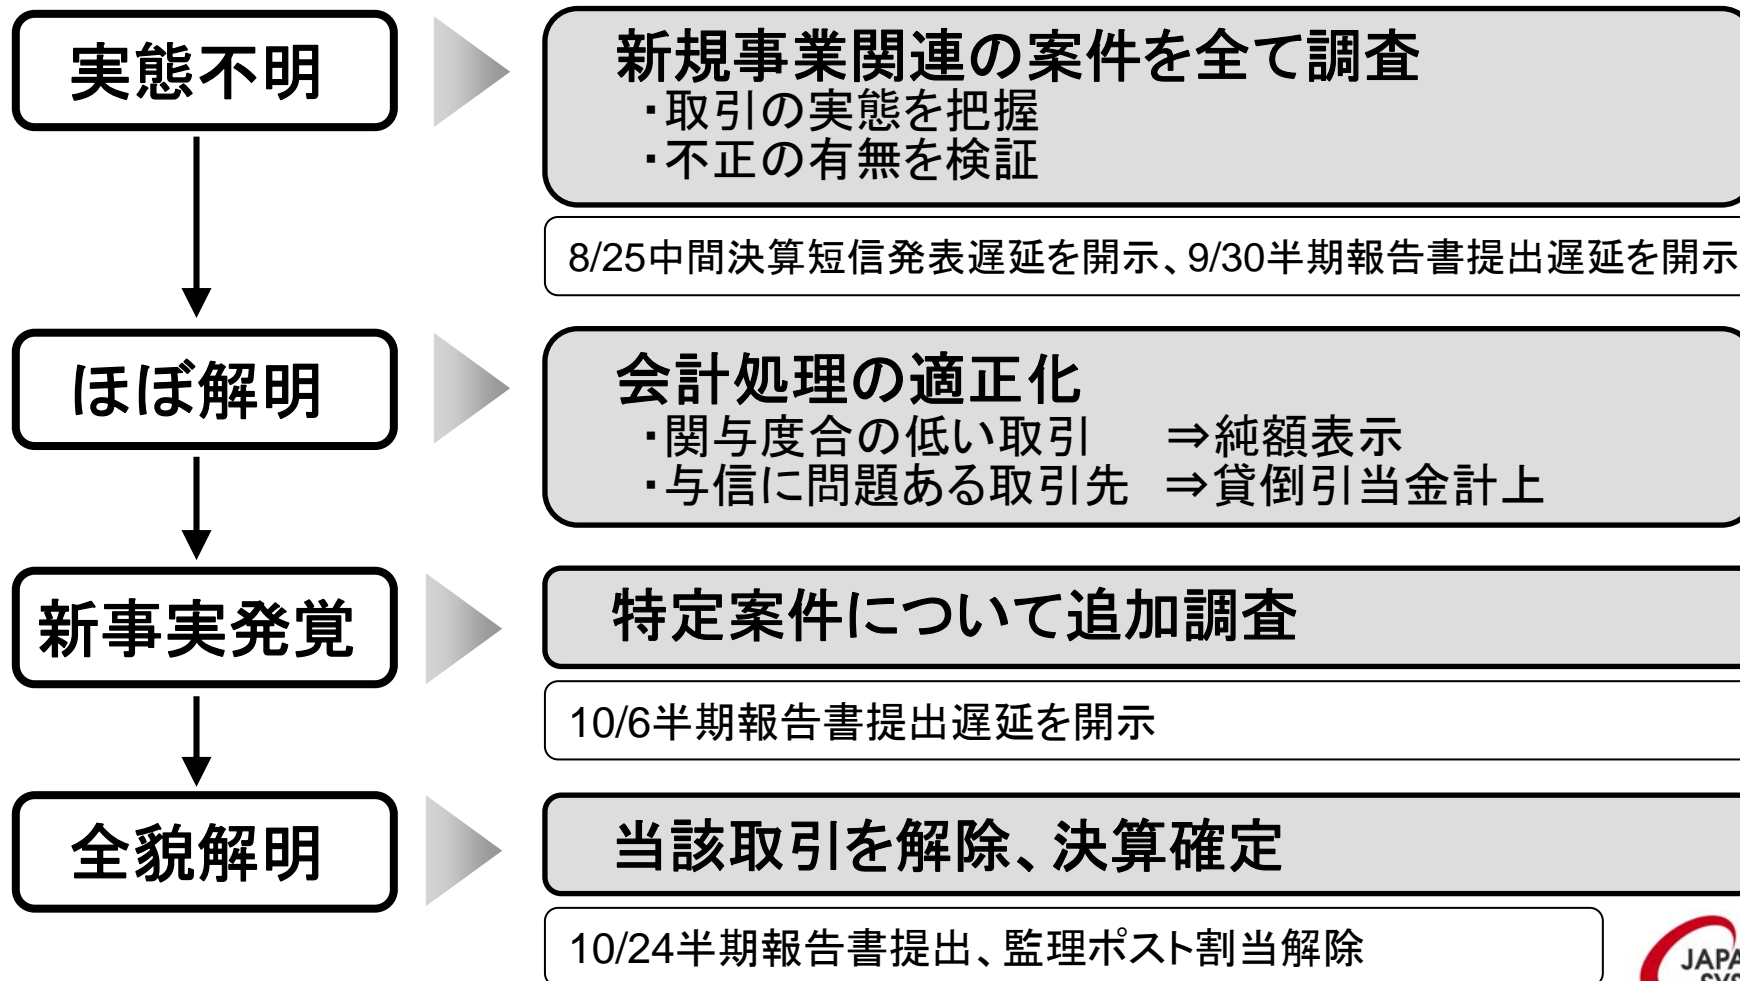 実態不明
新規事業関連の案件を全て調査
・取引の実態を把握
・不正の有無を検証
8/25中間決算短信発表遅延を開示、9/30半期報告書提出遅延を開示
ほぼ解明
会計処理の適正化
・関与度合の低い取引　⇒純額表示
・与信に問題ある取引先　⇒貸倒引当金計上
新事実発覚
特定案件について追加調査
10/6半期報告書提出遅延を開示
全貌解明
当該取引を解除、決算確定
10/24半期報告書提出、監理ポスト割当解除